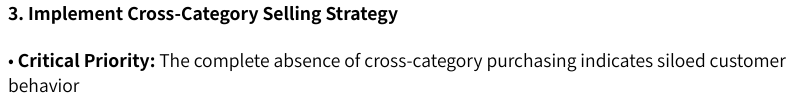 3. Implement Cross-Category Selling Strategy
• Critical Priority: The complete absence of cross-category purchasing indicates siloed customer
behavior